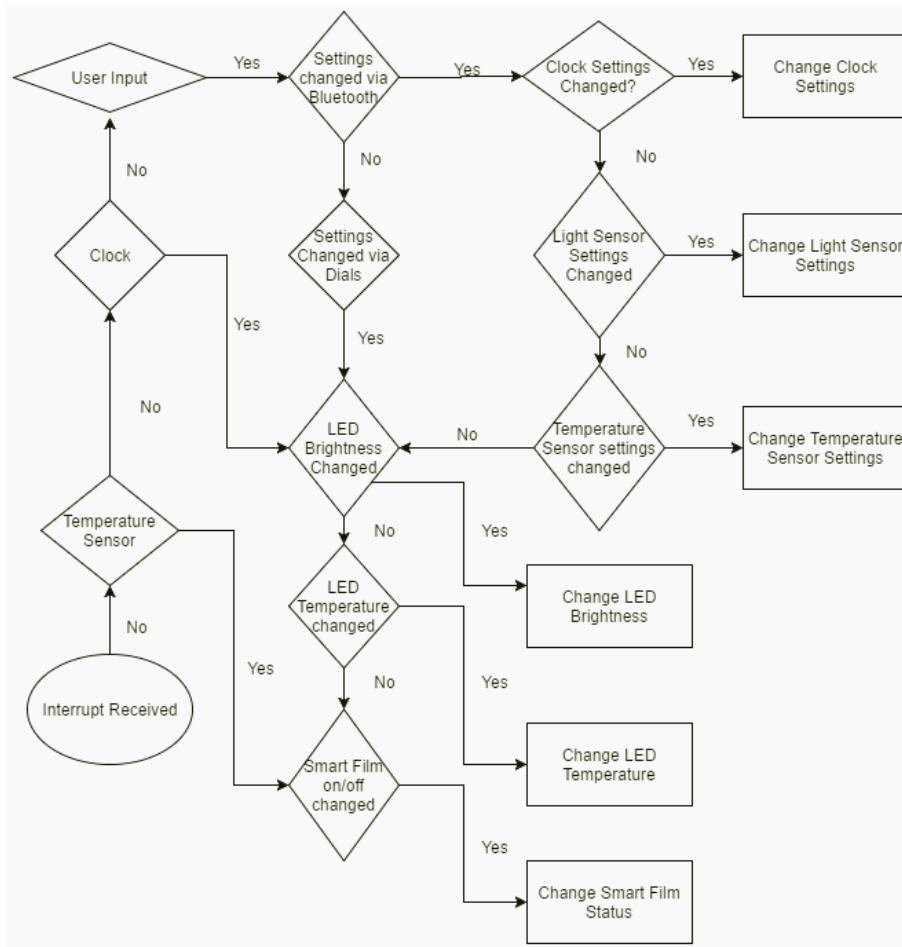 User Input
Yes
Settings
changed via
Bluetooth
Yes
Clock Settings
Changed?
Yes
Change Clock
Settings
No
No
No
Clock
Settings
Changed via
Dials
Light Sensor
Settings
Changed
Yes
Change Light Sensor
Settings
Yes
Yes
No
No
LED
Brightness
Changed
No
Temperature
Sensor settings
changed
Yes
Change Temperature
Sensor Settings
Temperature
Sensor
No
Yes
LED
Temperature
changed
Change LED
Brightness
No
Yes
No
Yes
Interrupt Received
Smart Film
on/off
changed
Change LED
Temperature
Yes
Change Smart Film
Status